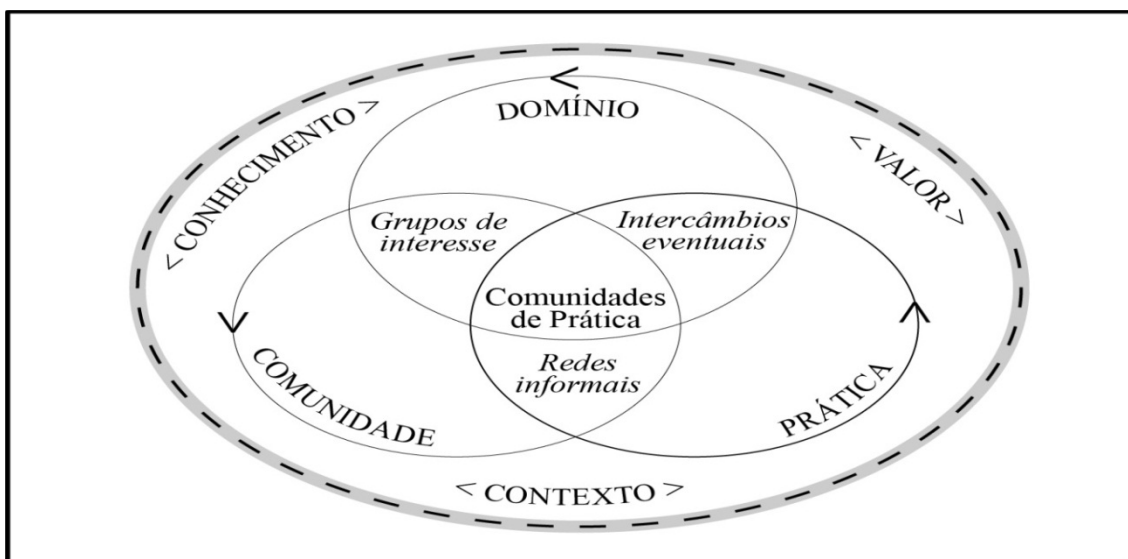 DOMÍNIO
< CONHECIMENTO >
< VALOR >
Grupos de
interesse
Intercâmbios
eventuais
Comunidades
de Prática
Redes
informais
COMUNIDADE
PRÁTICA
< CONTEXTO >